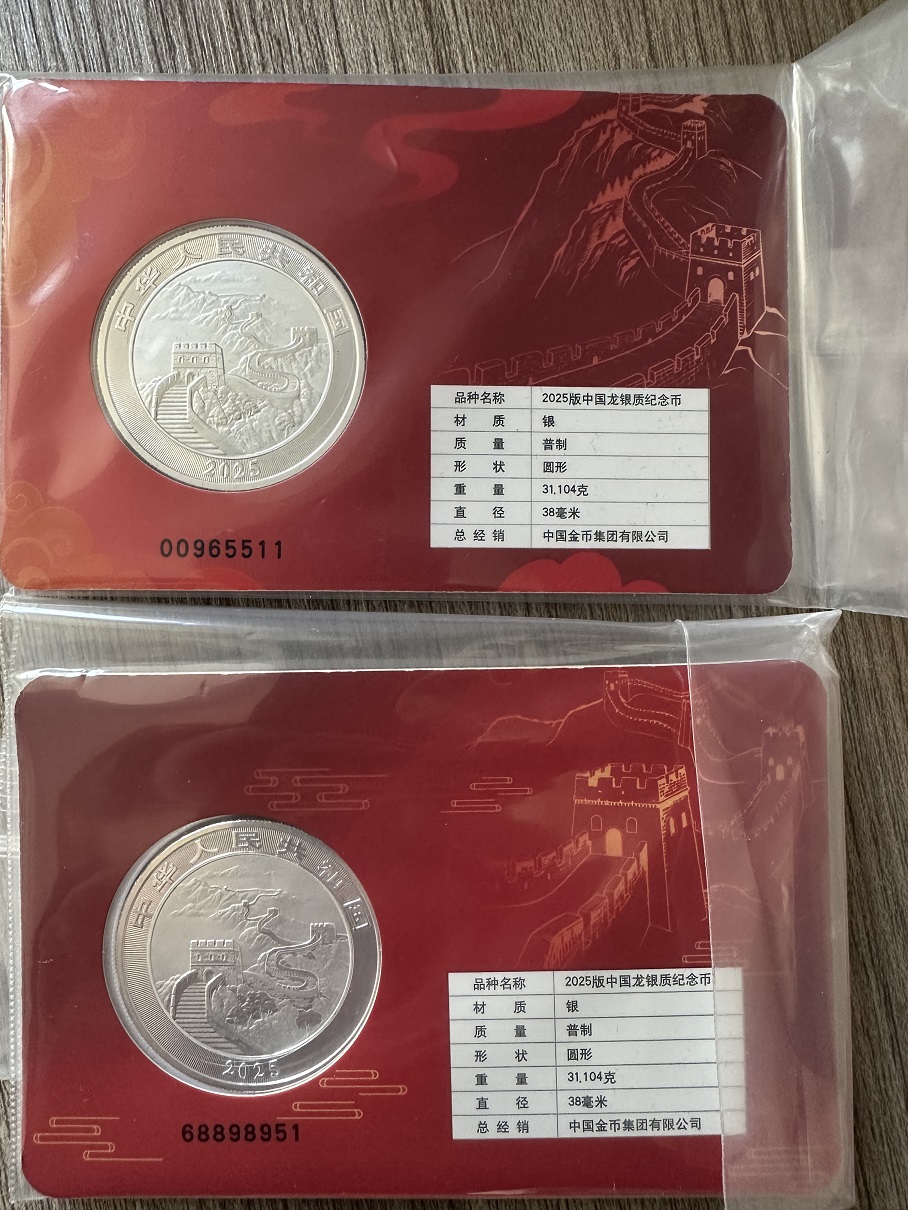 中华人民共和国
2025
00965511
品种名称 2025版中国龙银质纪念币
材 质 银
质 量 普制
形 状 圆形
重 量 31.104克
直 径 38毫米
总 经 销 中国金币集团有限公司
中华人民共和国
2025
68898951
品种名称 2025版中国龙银质纪念币
材 质 银
质 量 普制
形 状 圆形
重 量 31.104克
直 径 38毫米
总 经 销 中国金币集团有限公司